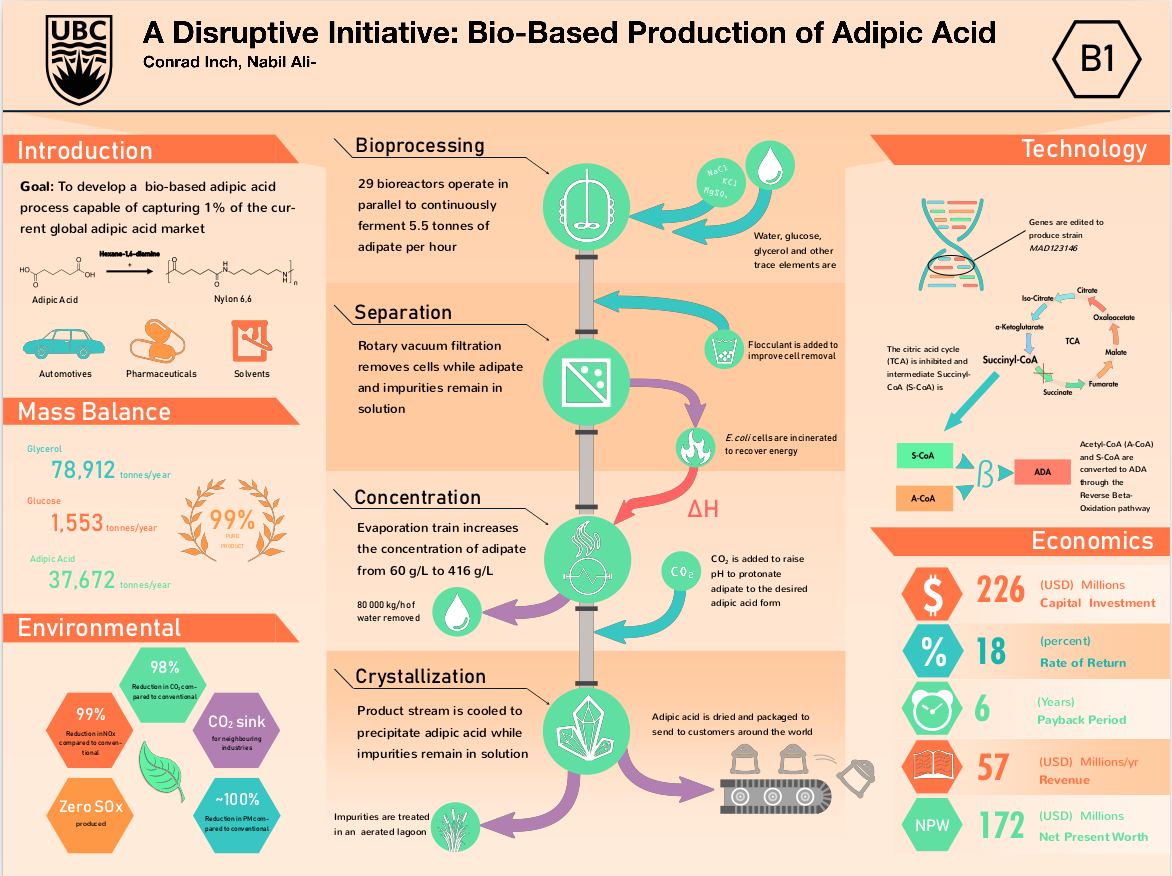 UBC
A Disruptive Initiative: Bio-Based Production of Adipic Acid
Conrad Inch, Nabil Ali-
B1
Introduction
Goal: To develop a bio-based adipic acid
process capable of capturing 1% of the cur-
rent global adipic acid market
Hexane-1,6-diamine
+
HO
O
O
OH
O
O
H
N
N
H
n
Adipic Acid
Nylon 6,6
Automotives
Pharmaceuticals
Solvents
Mass Balance
Glycerol
78,912 tonnes/year
Glucose
1,553 tonnes/year
Adipic Acid
37,672 tonnes/year
99%
PURE
PRODUCT
Environmental
98%
Reduction in CO₂ com-
pared to conventional
99%
Reduction in NOx
compared to conven-
tional
CO₂ sink
for neighbouring
industries
Zero SOx
produced
~100%
Reduction in PM com-
pared to conventional
Bioprocessing
29 bioreactors operate in
parallel to continuously
ferment 5.5 tonnes of
adipate per hour
NaCl
KCl
MgSO₄
Water, glucose,
glycerol and other
trace elements are
Separation
Rotary vacuum filtration
removes cells while adipate
and impurities remain in
solution
Flocculant is added to
improve cell removal
E.coli cells are incinerated
to recover energy
ΔH
Concentration
Evaporation train increases
the concentration of adipate
from 60 g/L to 416 g/L
80 000 kg/h of
water removed
CO₂
CO₂ is added to raise
pH to protonate
adipate to the desired
adipic acid form
Crystallization
Product stream is cooled to
precipitate adipic acid while
impurities remain in solution
Adipic acid is dried and packaged to
send to customers around the world
Impurities are treated
in an aerated lagoon
Technology
Genes are edited to
produce strain
MAD123146
The citric acid cycle
(TCA) is inhibited and
intermediate Succinyl-
CoA (S-CoA) is
Citrate
Iso-Citrate
Oxaloacetate
α-Ketoglutarate
TCA
Malate
Succinyl-CoA
Fumarate
Succinate
S-CoA
A-CoA
β
ADA
Acetyl-CoA (A-CoA)
and S-CoA are
converted to ADA
through the
Reverse Beta-
Oxidation pathway
Economics
$ 226 (USD) Millions
Capital Investment
% 18 (percent)
Rate of Return
6 (Years)
Payback Period
57 (USD) Millions/yr
Revenue
NPW 172 (USD) Millions
Net Present Worth